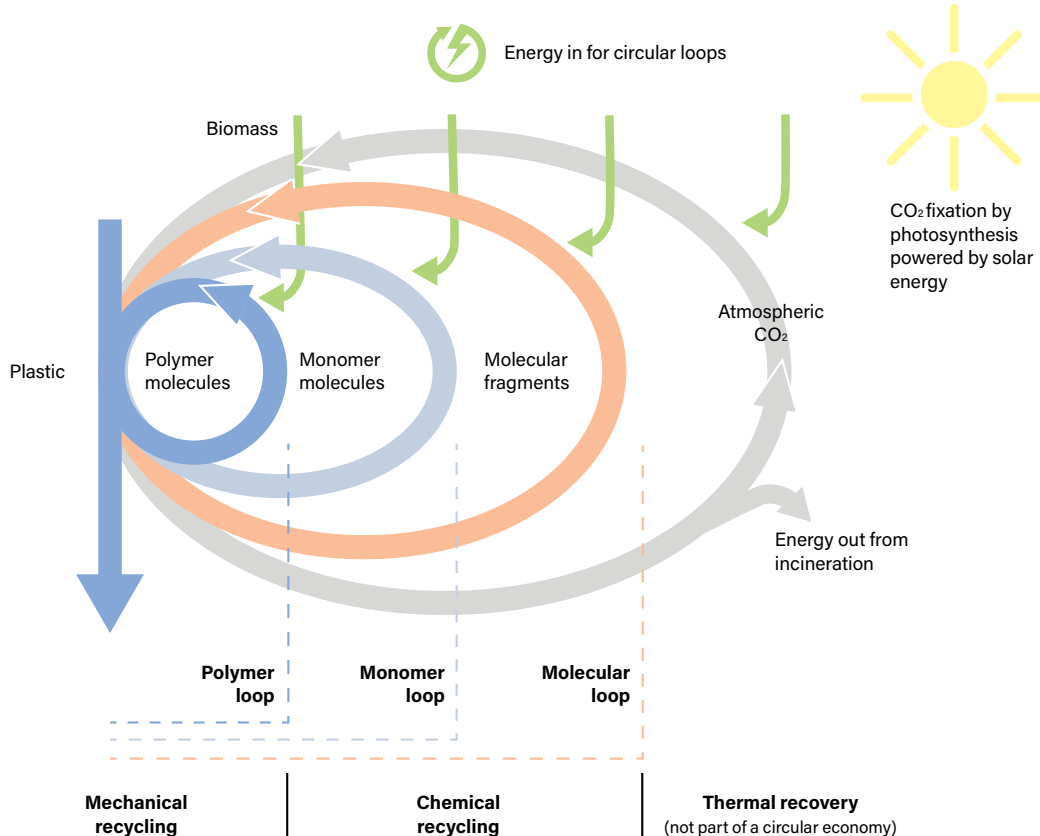 Energy in for circular loops
Biomass
CO₂ fixation by
photosynthesis
powered by solar
energy
Atmospheric
CO₂
Plastic
Polymer
molecules
Monomer
molecules
Molecular
fragments
Energy out from
incineration
Polymer
loop
Monomer
loop
Molecular
loop
Mechanical
recycling
Chemical
recycling
Thermal recovery
(not part of a circular economy)